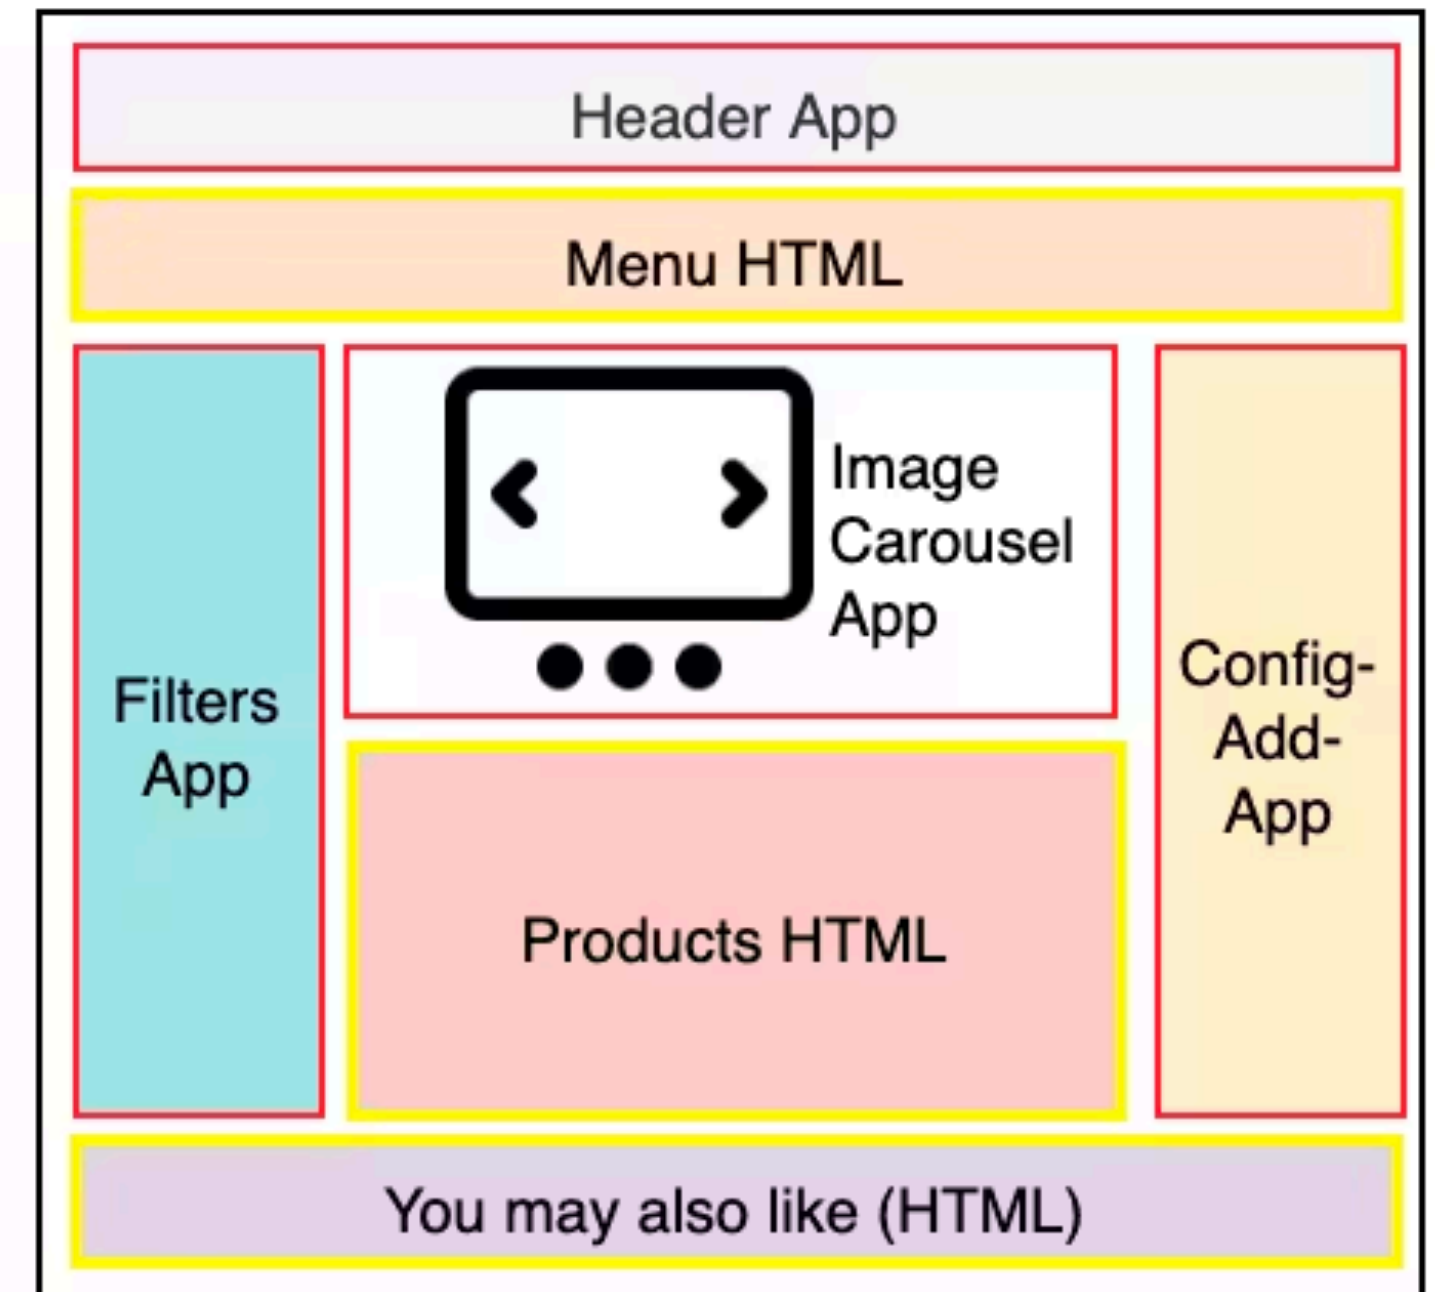 Header App
Menu HTML
Filters
App
Image
Carousel
App
Config-
Add-
App
Products HTML
You may also like (HTML)